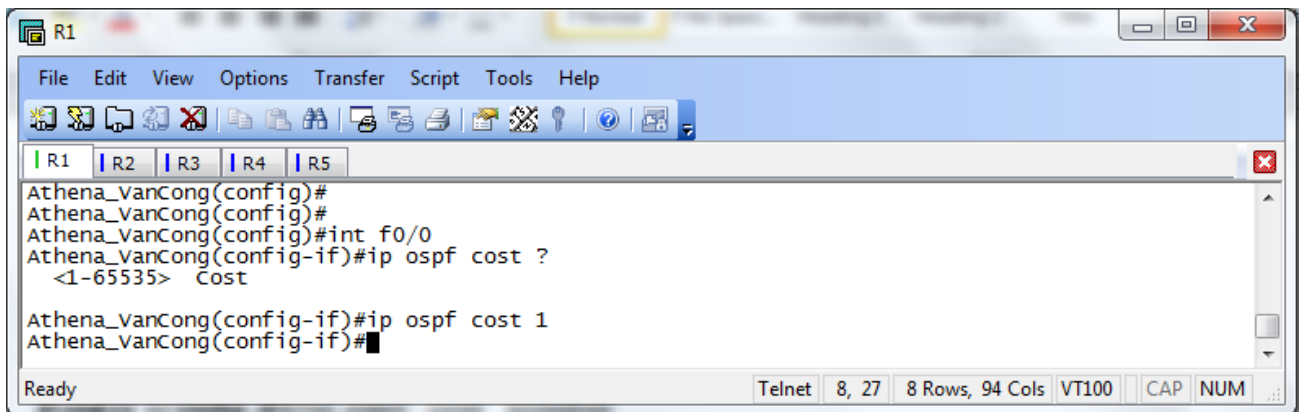 R1
File Edit View Options Transfer Script Tools Help
R1 R2 R3 R4 R5
Athena_VanCong(config)#
Athena_VanCong(config)#
Athena_VanCong(config)#int f0/0
Athena_VanCong(config-if)#ip ospf cost ?
<1-65535> Cost
Athena_VanCong(config-if)#ip ospf cost 1
Athena_VanCong(config-if)#
Ready Telnet 8, 27 8 Rows, 94 Cols VT100 CAP NUM